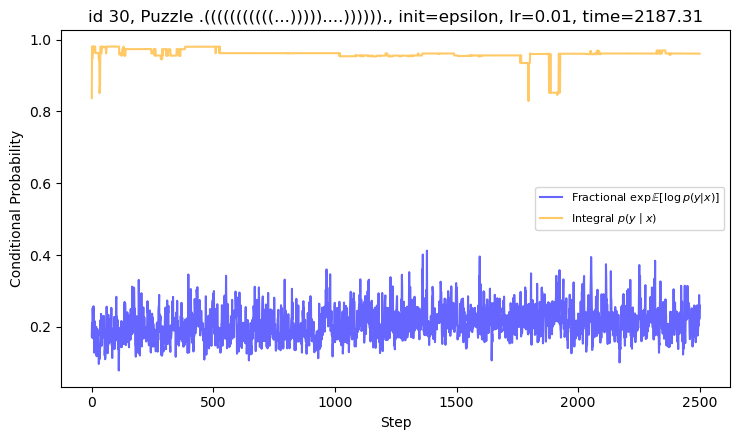 id 30, Puzzle .(((((((((((...)))))....))))))., init=epsilon, lr=0.01, time=2187.31
1.0
0.8
0.6
0.4
0.2
Conditional Probability
Fractional exp𝔼[log p(y|x)]
Integral p(y | x)
0 500 1000 1500 2000 2500
Step